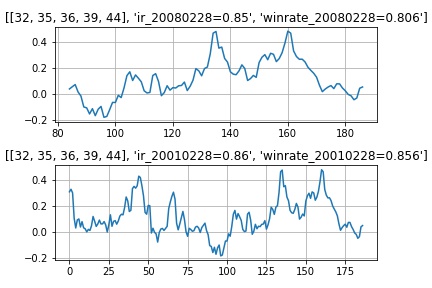 [[32, 35, 36, 39, 44], 'ir_20080228=0.85', 'winrate_20080228=0.806']
0.4
0.2
0.0
−0.2
80 100 120 140 160 180
[[32, 35, 36, 39, 44], 'ir_20010228=0.86', 'winrate_20010228=0.856']
0.4
0.2
0.0
−0.2
0 25 50 75 100 125 150 175